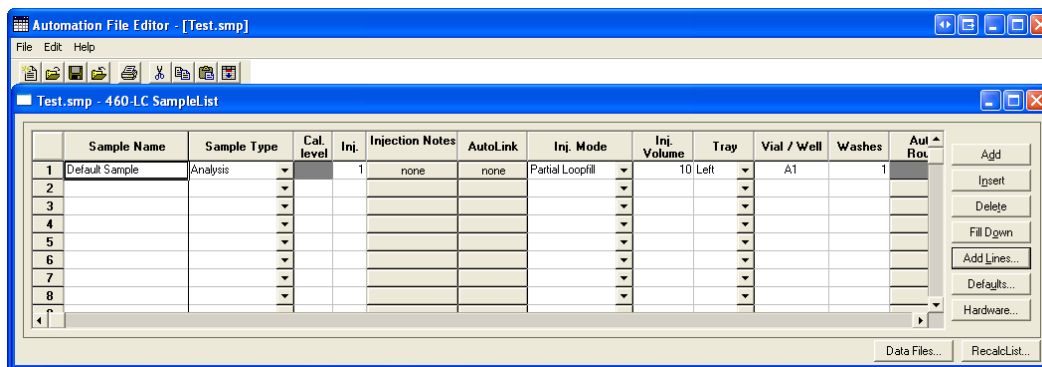 Automation File Editor - [Test.smp]
File Edit Help
Test.smp - 460-LC SampleList
Sample Name Sample Type Cal. level Inj. Injection Notes AutoLink Inj. Mode Inj. Volume Tray Vial / Well Washes
1 Default Sample Analysis 1 none none Partial Loopfill 10 Left A1 1
2
3
4
5
6
7
8
Add
Insert
Delete
Fill Down
Add Lines...
Defaults...
Hardware...
Data Files... RecalcList...